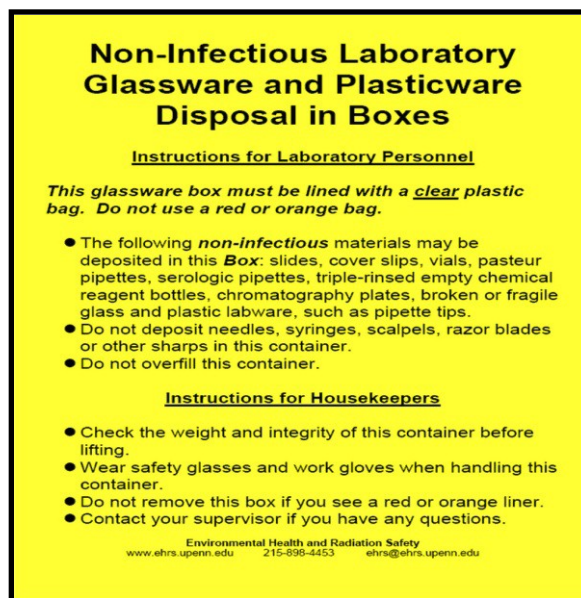 Non-Infectious Laboratory
Glassware and Plasticware
Disposal in Boxes
Instructions for Laboratory Personnel
This glassware box must be lined with a clear plastic
bag. Do not use a red or orange bag.
● The following non-infectious materials may be
deposited in this Box: slides, cover slips, vials, pasteur
pipettes, serologic pipettes, triple-rinsed empty chemical
reagent bottles, chromatography plates, broken or fragile
glass and plastic labware, such as pipette tips.
● Do not deposit needles, syringes, scalpels, razor blades
or other sharps in this container.
● Do not overfill this container.
Instructions for Housekeepers
● Check the weight and integrity of this container before
lifting.
● Wear safety glasses and work gloves when handling this
container.
● Do not remove this box if you see a red or orange liner.
● Contact your supervisor if you have any questions.
Environmental Health and Radiation Safety
www.ehrs.upenn.edu 215-898-4453 ehrs@ehrs.upenn.edu